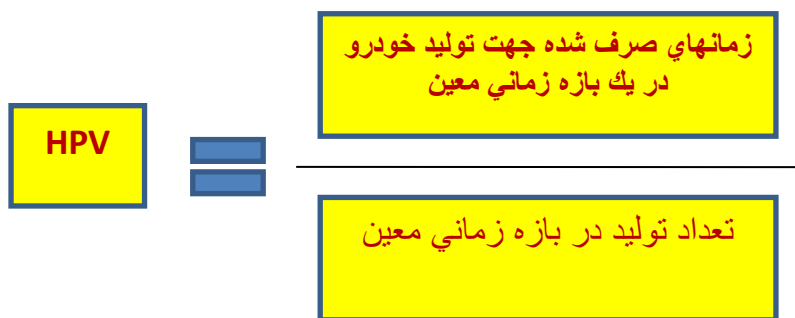 زمانهاي صرف شده جهت توليد خودرو
در يك بازه زماني معين
HPV
تعداد توليد در بازه زماني معين